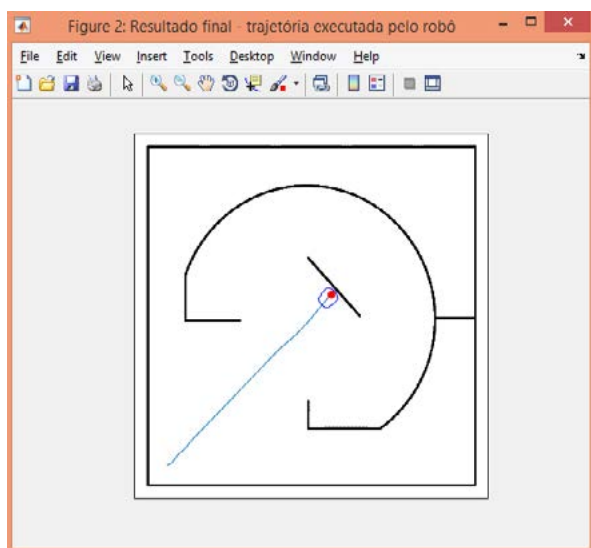 Figure 2: Resultado final - trajetória executada pelo robô
File Edit View Insert Tools Desktop Window Help